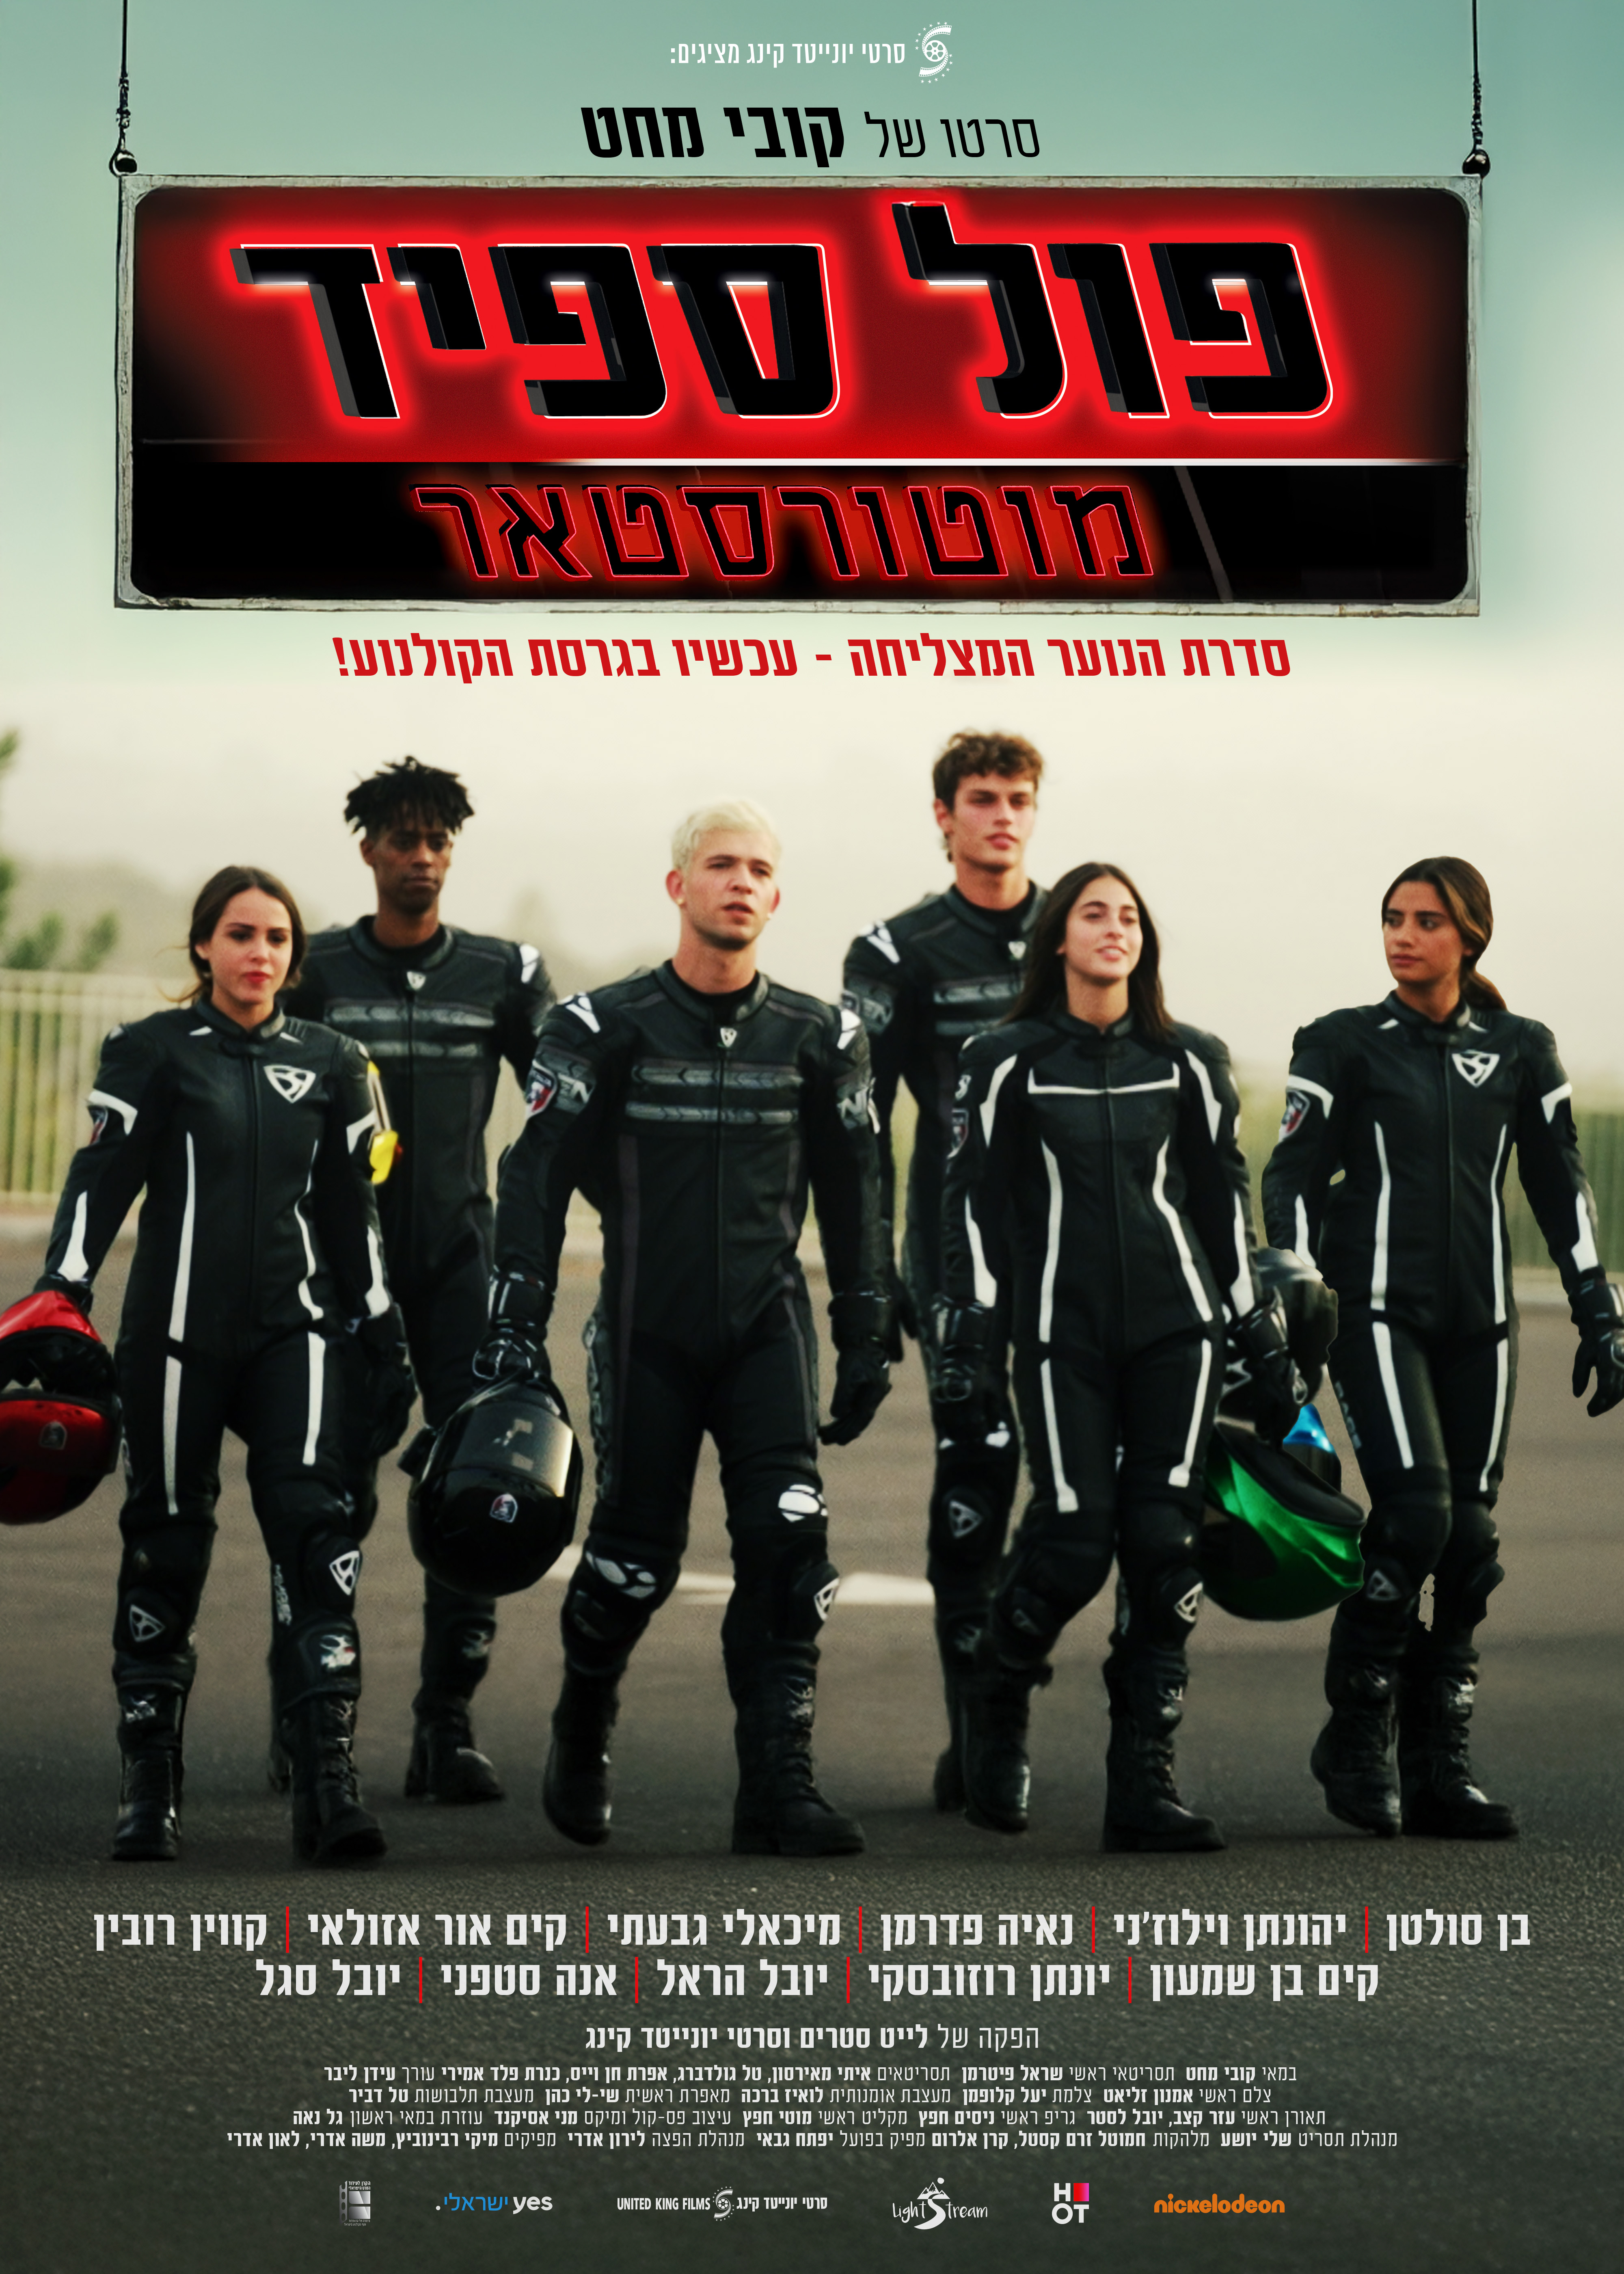 סרטי יונייטד קינג מציגים:
סרטו של קובי מחט
פול ספיד
מוטורסטאר
סדרת הנוער המצליחה - עכשיו בגרסת הקולנוע!
בן סולטן | יהונתן וילוז'ני | נאיה פדרמן | מיכאלי גבעתי | קים אור אזולאי | קווין רובין
קים בן שמעון | יונתן רוזובסקי | יובל הראל | אנה סטפני | יובל סגל
הפקה של לייט סטרים וסרטי יונייטד קינג
במאי קובי מחט תסריטאי ראשי שראל פיטרמן תסריטאים איתי מאירסון, טל גולדברג, אפרת חן וייס, כנרת פלד אמירי עורך עידן ליבר
צלם ראשי אמנון זליאט צלמת יעל קלופמן מעצבת אומנותית לואיז ברכה מאפרת ראשית שי-לי כהן מעצבת תלבושות טל דביר
תאורן ראשי עזר קצב, יובל לסטר גריפ ראשי ניסים חפץ מקליט ראשי מוטי חפץ עיצוב פס-קול ומיקס מני אסיקנד עוזרת במאי ראשון גל נאה
מנהלת תסריט שלי יושע מלהקות חמוטל זרם קסטל, קרן אלרום מפיק בפועל יפתח גבאי מנהלת הפצה לירון אדרי מפיקים מיקי רבינוביץ, משה אדרי, לאון אדרי
yes ישראלי. UNITED KING FILMS סרטי יונייטד קינג Light Stream HOT nickelodeon